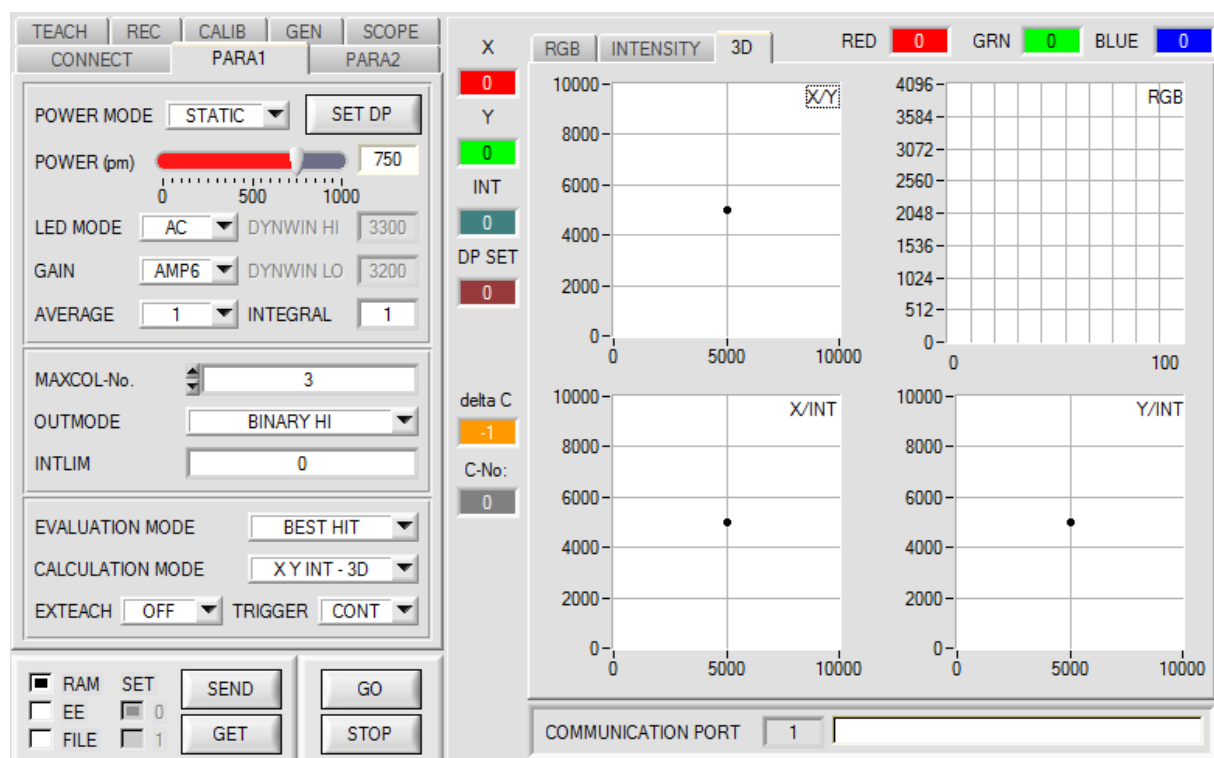 TEACH REC CALIB GEN SCOPE
CONNECT PARA1 PARA2
POWER MODE STATIC SET DP
POWER (pm) 750
0 500 1000
LED MODE AC DYNWIN HI 3300
GAIN AMP6 DYNWIN LO 3200
AVERAGE 1 INTEGRAL 1
MAXCOL-No. 3
OUTMODE BINARY HI
INTLIM 0
EVALUATION MODE BEST HIT
CALCULATION MODE X Y INT - 3D
EXTEACH OFF TRIGGER CONT
RAM SET SEND GO
EE 0
FILE 1 GET STOP
X
0
Y
0
INT
0
DP SET
0
delta C
-1
C-No:
0
RGB INTENSITY 3D RED 0 GRN 0 BLUE 0
X/Y
10000
8000
6000
4000
2000
0
0 5000 10000
RGB
4096
3584
3072
2560
2048
1536
1024
512
0
0 100
X/INT
10000
8000
6000
4000
2000
0
0 5000 10000
Y/INT
10000
8000
6000
4000
2000
0
0 5000 10000
COMMUNICATION PORT 1